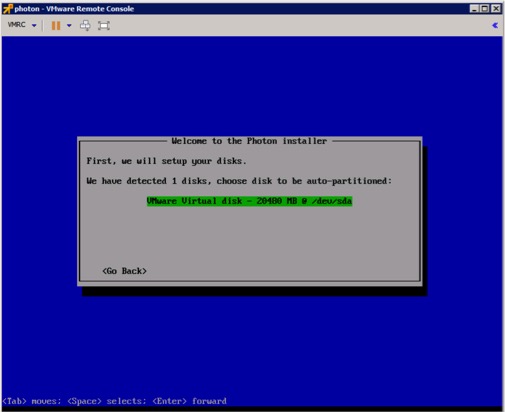 photon - VMware Remote Console
VMRC
Welcome to the Photon installer
First, we will setup your disks.
We have detected 1 disks, choose disk to be auto-partitioned:
VMware Virtual disk - 20480 MB @ /dev/sda
<Go Back>
<Tab> moves; <Space> selects; <Enter> forward